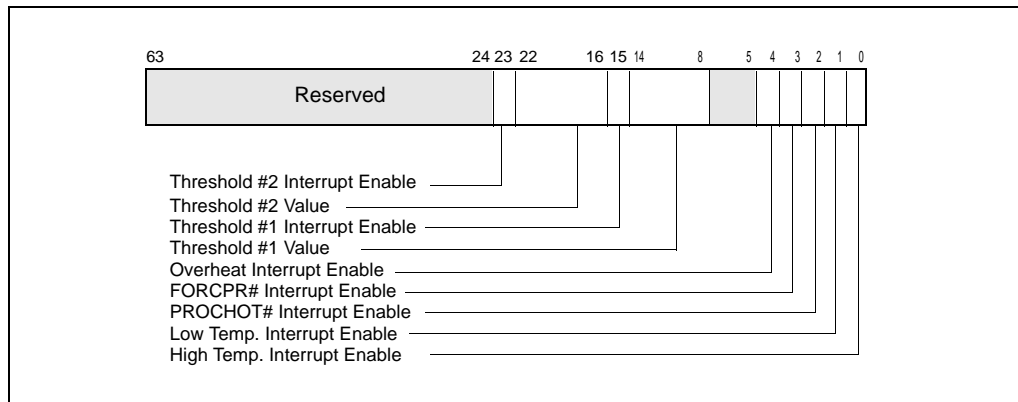 63 24 23 22 16 15 14 8 5 4 3 2 1 0
Reserved
Threshold #2 Interrupt Enable
Threshold #2 Value
Threshold #1 Interrupt Enable
Threshold #1 Value
Overheat Interrupt Enable
FORCPR# Interrupt Enable
PROCHOT# Interrupt Enable
Low Temp. Interrupt Enable
High Temp. Interrupt Enable